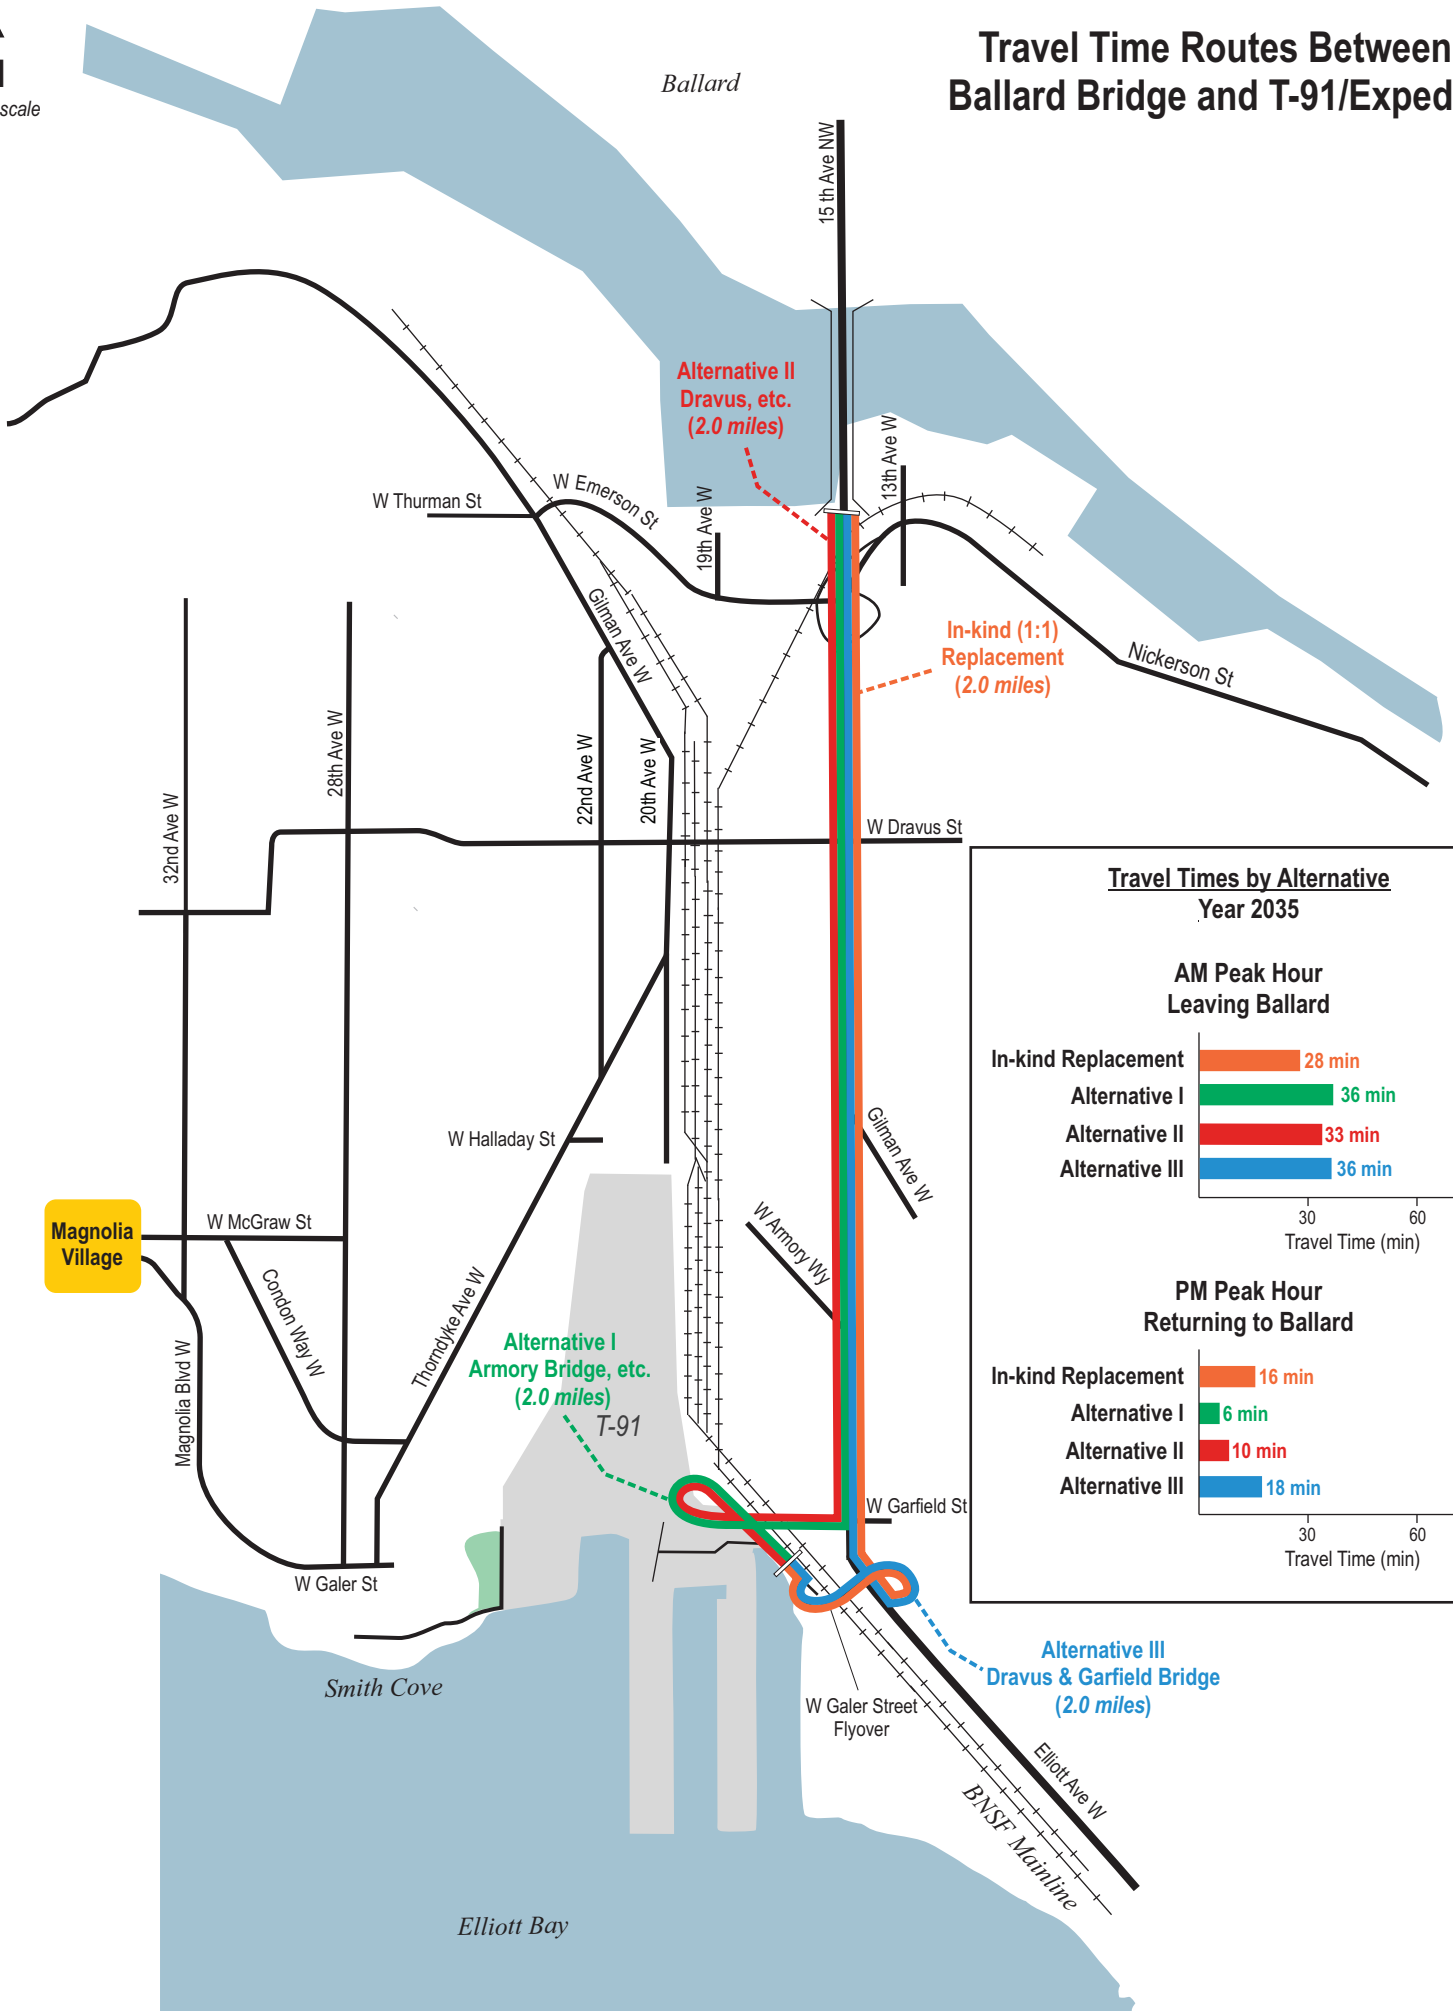 scale
Travel Time Routes Between
Ballard Bridge and T-91/Exped
Ballard
15 th Ave NW
Alternative II
Dravus, etc.
(2.0 miles)
13th Ave W
W Thurman St
W Emerson St
19th Ave W
Gilman Ave W
In-kind (1:1)
Replacement
(2.0 miles)
Nickerson St
32nd Ave W
28th Ave W
22nd Ave W
20th Ave W
W Dravus St
Travel Times by Alternative
Year 2035
AM Peak Hour
Leaving Ballard
In-kind Replacement 28 min
Alternative I 36 min
Alternative II 33 min
Alternative III 36 min
30 60
Travel Time (min)
PM Peak Hour
Returning to Ballard
In-kind Replacement 16 min
Alternative I 6 min
Alternative II 10 min
Alternative III 18 min
30 60
Travel Time (min)
W Halladay St
Gilman Ave W
W Armory Wy
Magnolia
Village
W McGraw St
Condon Way W
Thorndyke Ave W
Magnolia Blvd W
Alternative I
Armory Bridge, etc.
(2.0 miles)
T-91
W Garfield St
W Galer St
Smith Cove
Alternative III
Dravus & Garfield Bridge
(2.0 miles)
W Galer Street
Flyover
Elliott Ave W
BNSF Mainline
Elliott Bay